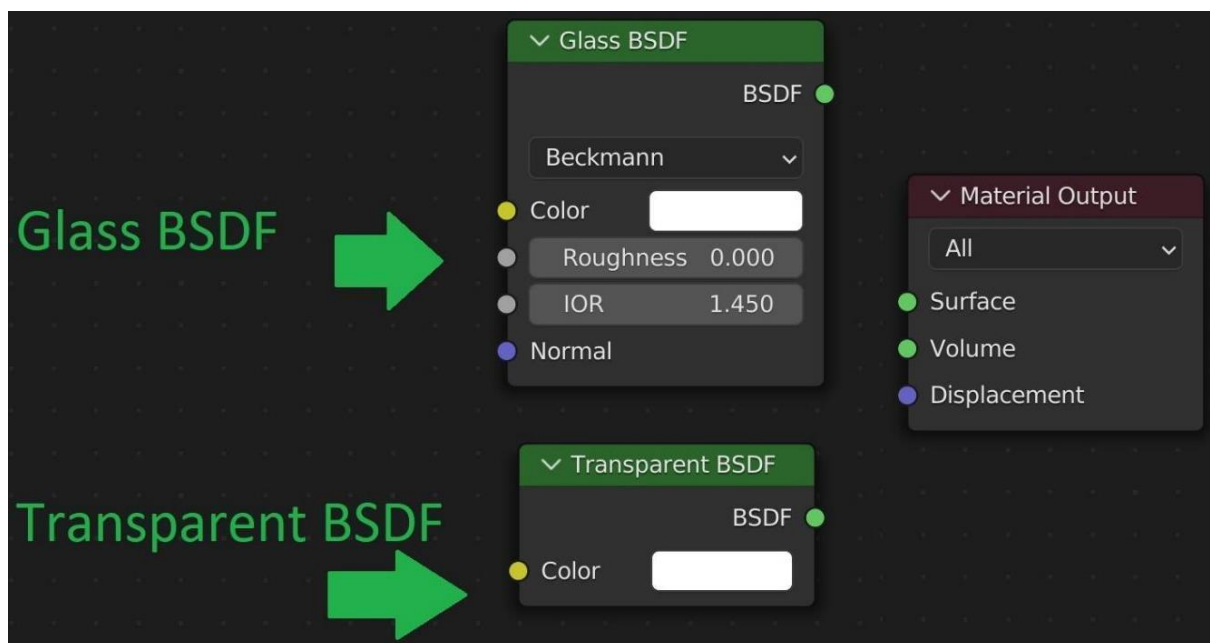 Glass BSDF
BSDF
Beckmann
Color
Roughness 0.000
IOR 1.450
Normal
Glass BSDF
Material Output
All
Surface
Volume
Displacement
Transparent BSDF
BSDF
Color
Transparent BSDF